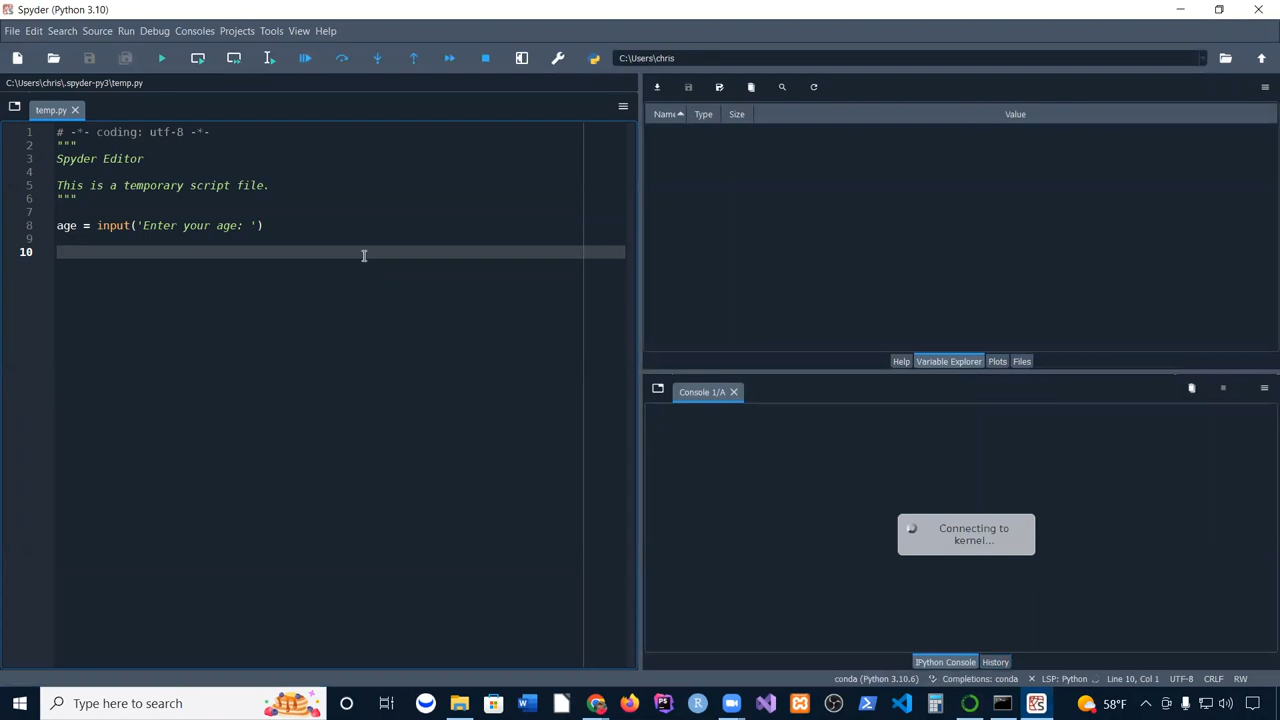 Spyder (Python 3.10)
File Edit Search Source Run Debug Consoles Projects Tools View Help
C:\Users\chris
C:\Users\chris\.spyder-py3\temp.py
temp.py
Name Type Size Value
1 # -*- coding: utf-8 -*-
2 """
3 Spyder Editor
4
5 This is a temporary script file.
6 """
7
8 age = input('Enter your age: ')
9
10
Help Variable Explorer Plots Files
Console 1/A
Connecting to
kernel...
IPython Console History
conda (Python 3.10.6) Completions: conda LSP: Python Line 10, Col 1 UTF-8 CRLF RW
Type here to search
58°F